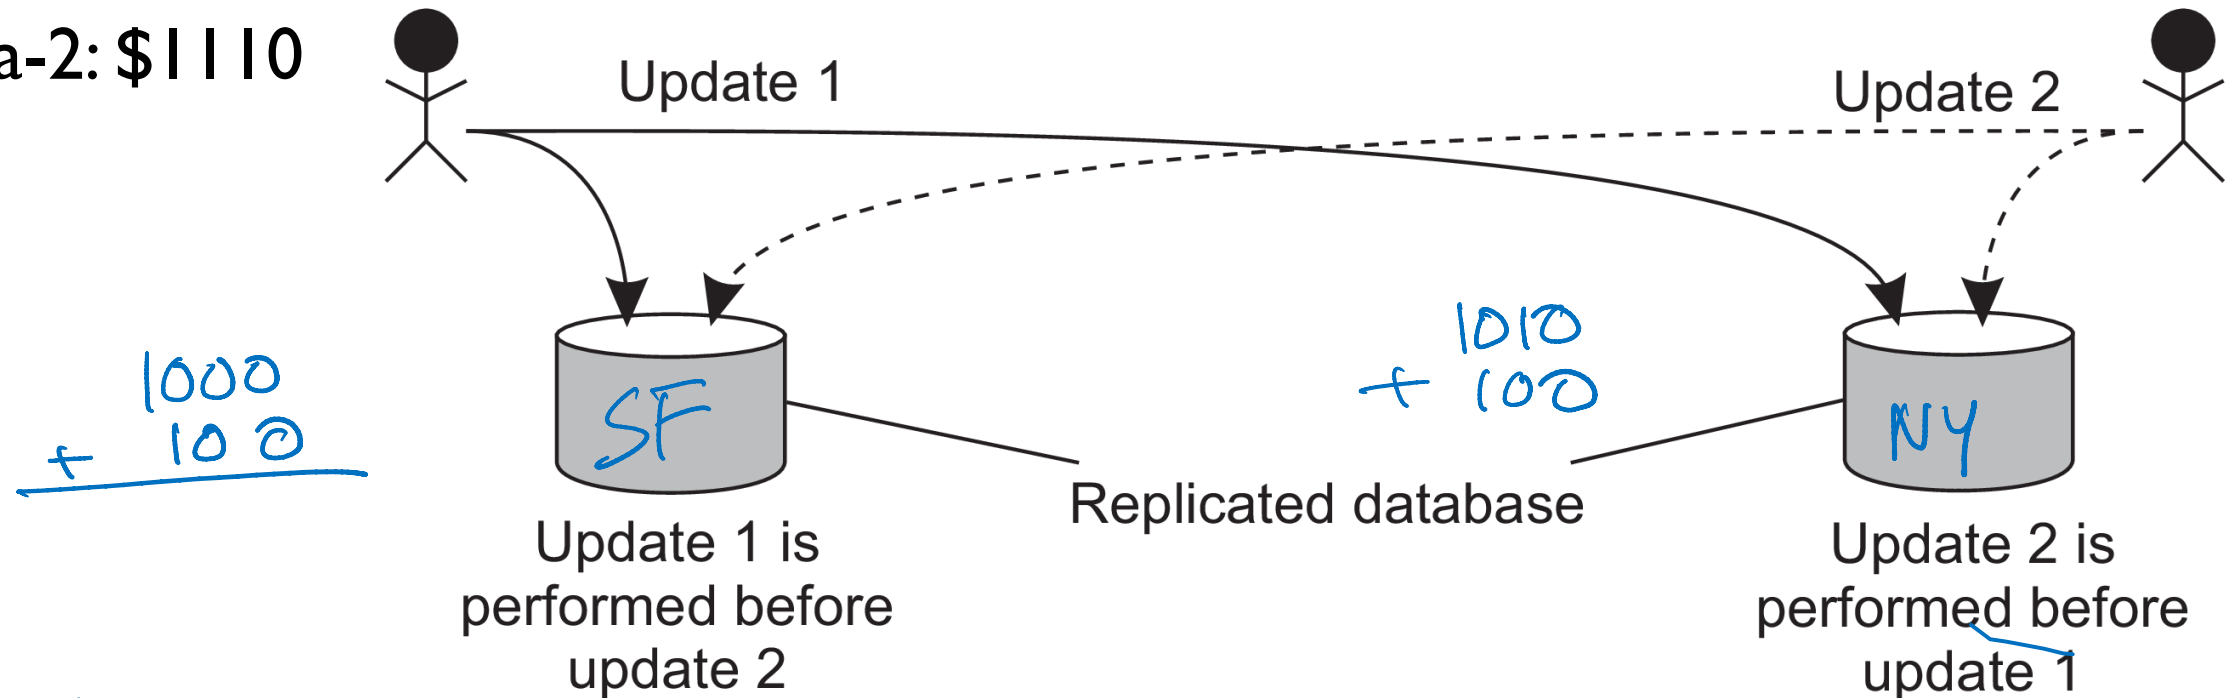 a-2: $1110
Update 1
Update 2
1000
+ 100
SF
1010
+ 100
NY
Replicated database
Update 1 is
performed before
update 2
Update 2 is
performed before
update 1